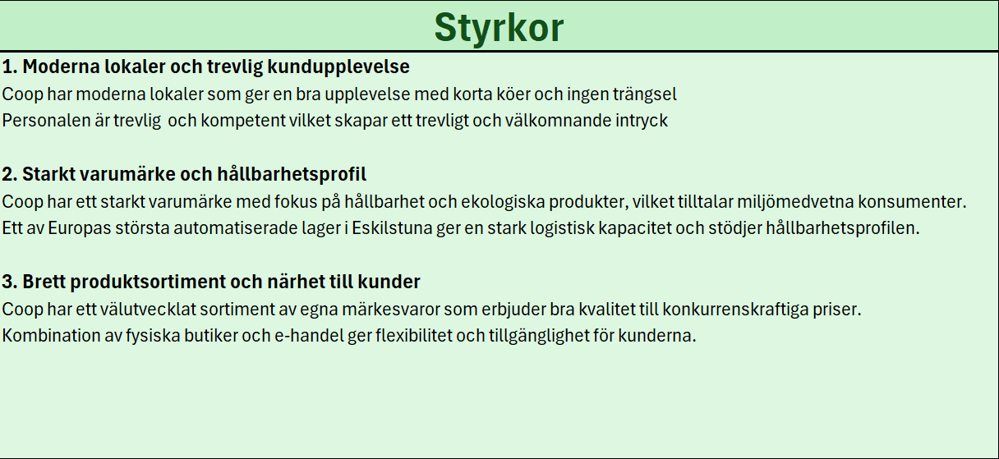 Styrkor
1. Moderna lokaler och trevlig kundupplevelse
Coop har moderna lokaler som ger en bra upplevelse med korta köer och ingen trängsel
Personalen är trevlig  och kompetent vilket skapar ett trevligt och välkomnande intryck
2. Starkt varumärke och hållbarhetsprofil
Coop har ett starkt varumärke med fokus på hållbarhet och ekologiska produkter, vilket tilltalar miljömedvetna konsumenter.
Ett av Europas största automatiserade lager i Eskilstuna ger en stark logistisk kapacitet och stödjer hållbarhetsprofilen.
3. Brett produktsortiment och närhet till kunder
Coop har ett välutvecklat sortiment av egna märkesvaror som erbjuder bra kvalitet till konkurrenskraftiga priser.
Kombination av fysiska butiker och e-handel ger flexibilitet och tillgänglighet för kunderna.